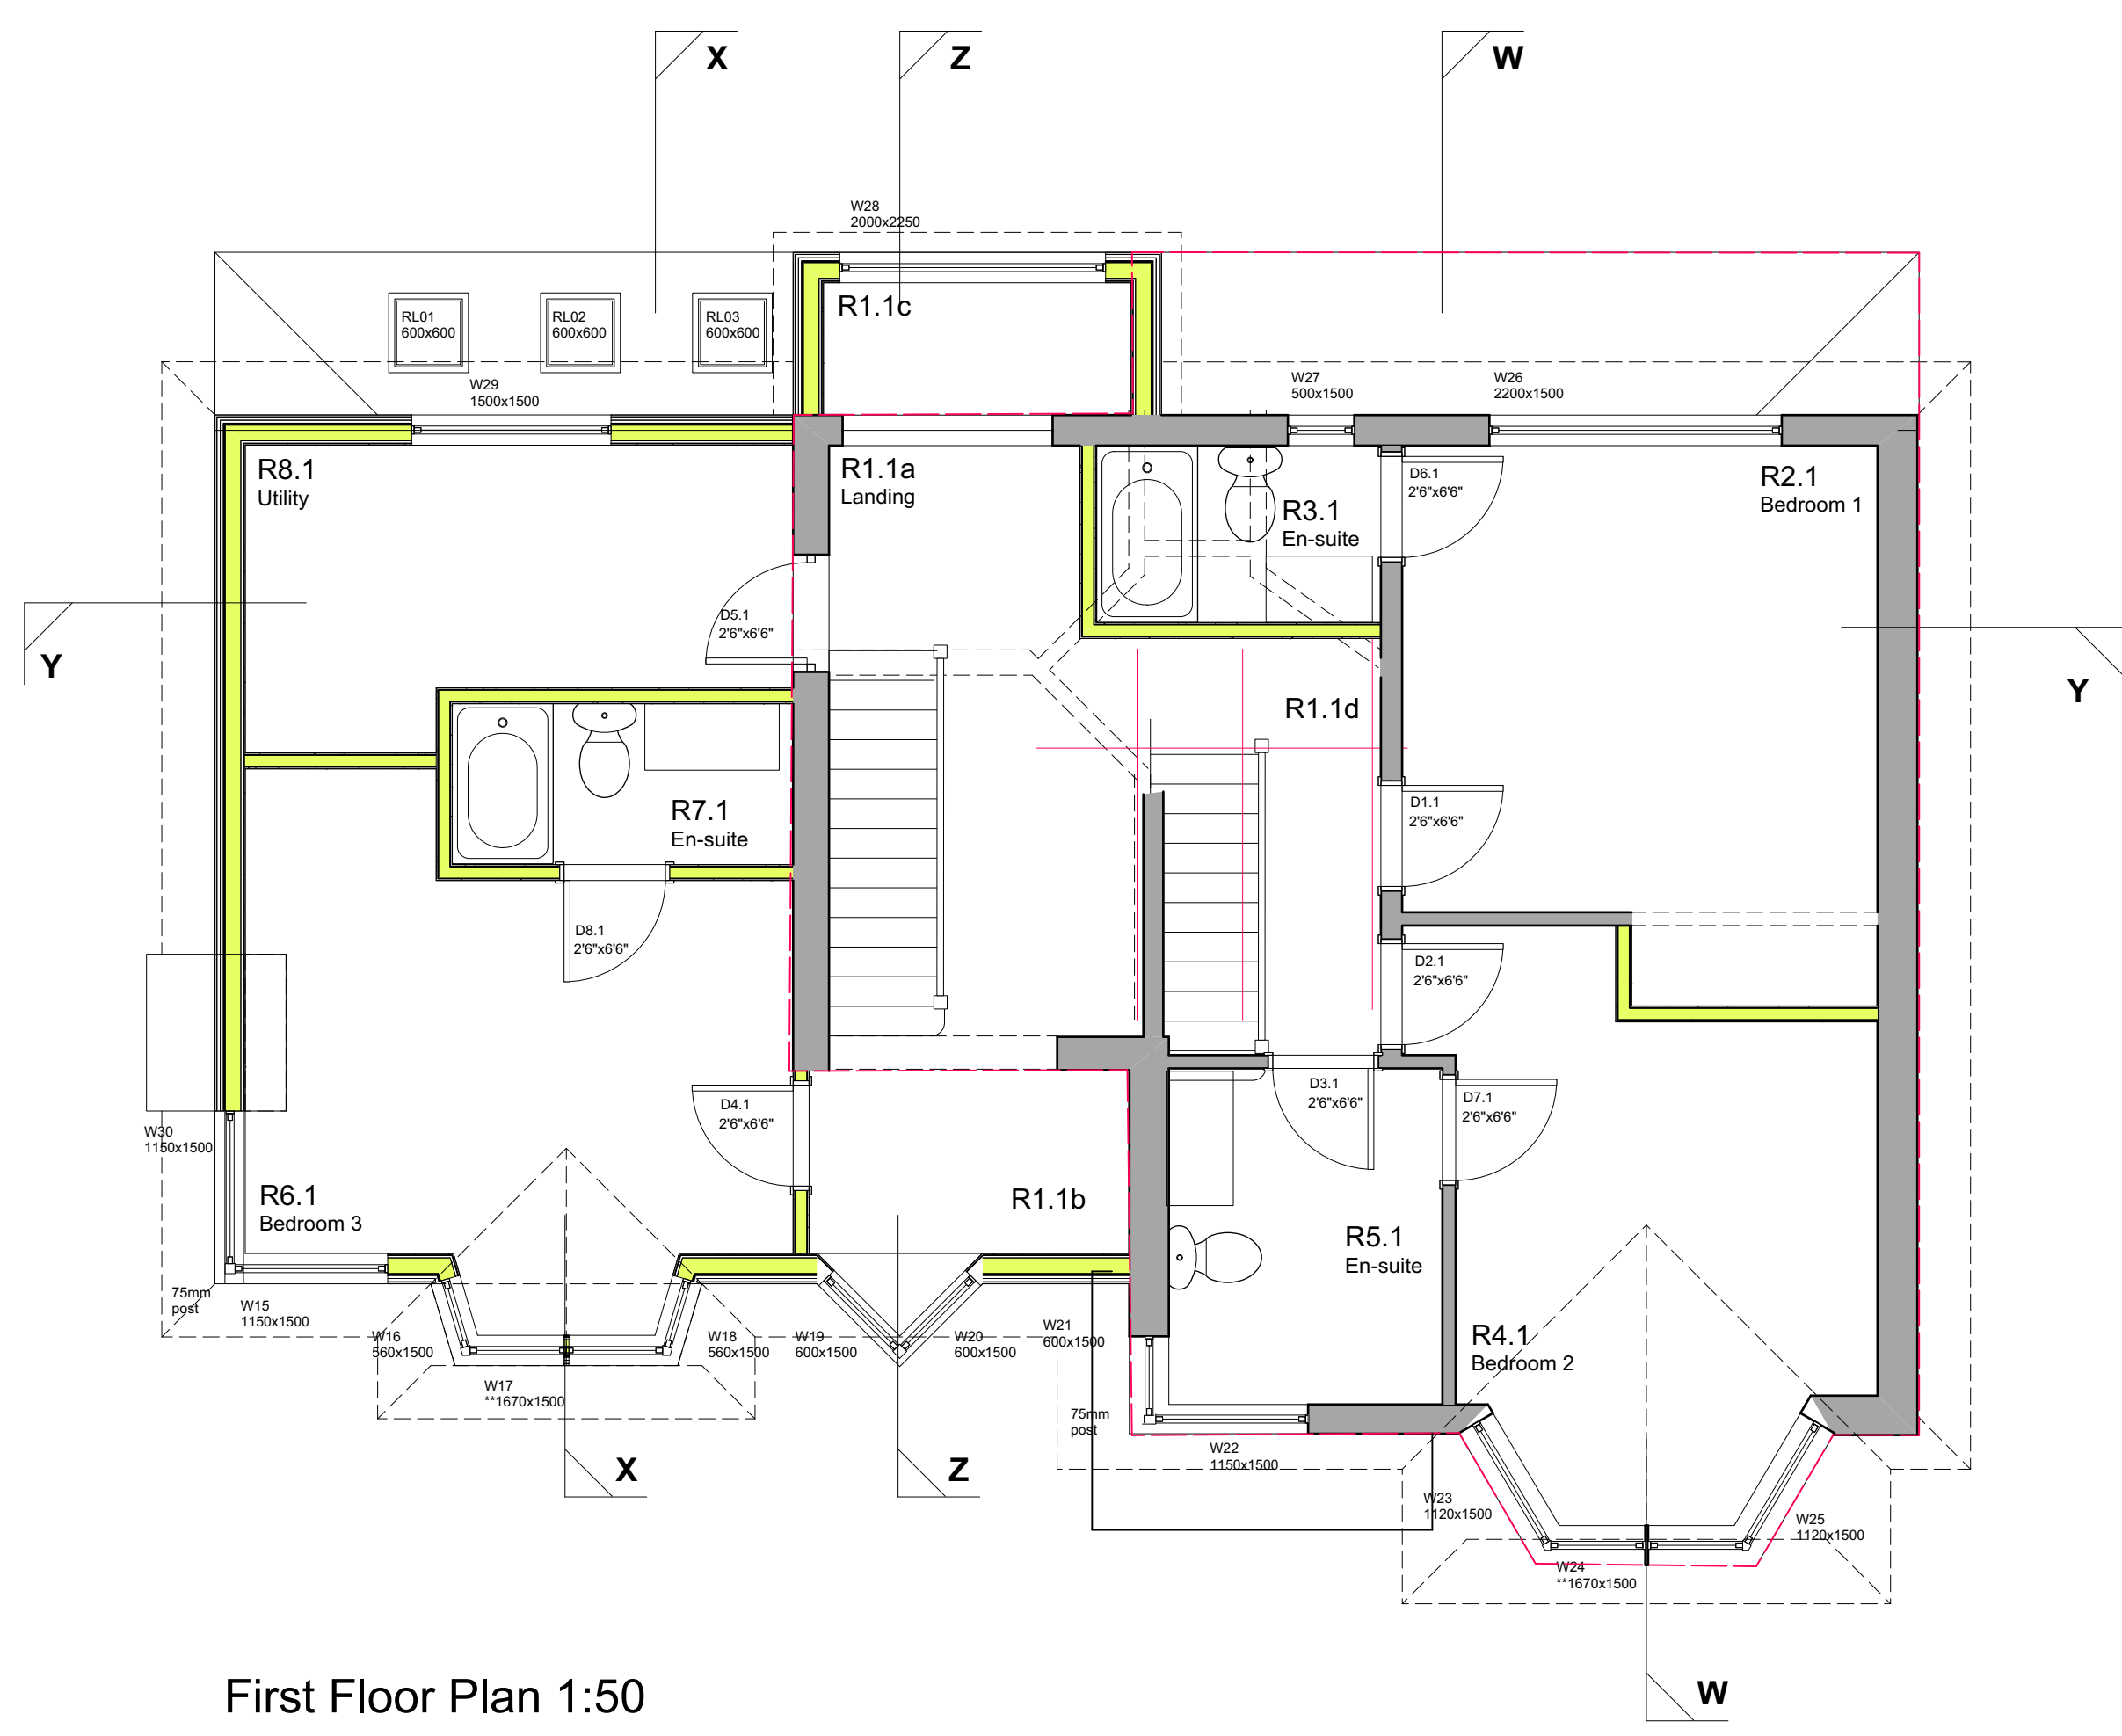 X
Z
W
W28
2000x2250
R1.1c
RL01
600x600
RL02
600x600
RL03
600x600
W29
1500x1500
W27
500x1500
W26
2200x1500
R8.1
Utility
R1.1a
Landing
R3.1
En-suite
D6.1
2'6"x6'6"
R2.1
Bedroom 1
Y
D5.1
2'6"x6'6"
Y
R1.1d
R7.1
En-suite
D1.1
2'6"x6'6"
D8.1
2'6"x6'6"
D2.1
2'6"x6'6"
W30
1150x1500
D4.1
2'6"x6'6"
D3.1
2'6"x6'6"
D7.1
2'6"x6'6"
R6.1
Bedroom 3
R1.1b
R5.1
En-suite
75mm
post
W15
1150x1500
W16
560x1500
W17
**1670x1500
W18
560x1500
W19
600x1500
W20
600x1500
W21
600x1500
R4.1
Bedroom 2
75mm
post
W22
1150x1500
X
Z
W23
1120x1500
W24
**1670x1500
W25
1120x1500
W
First Floor Plan 1:50